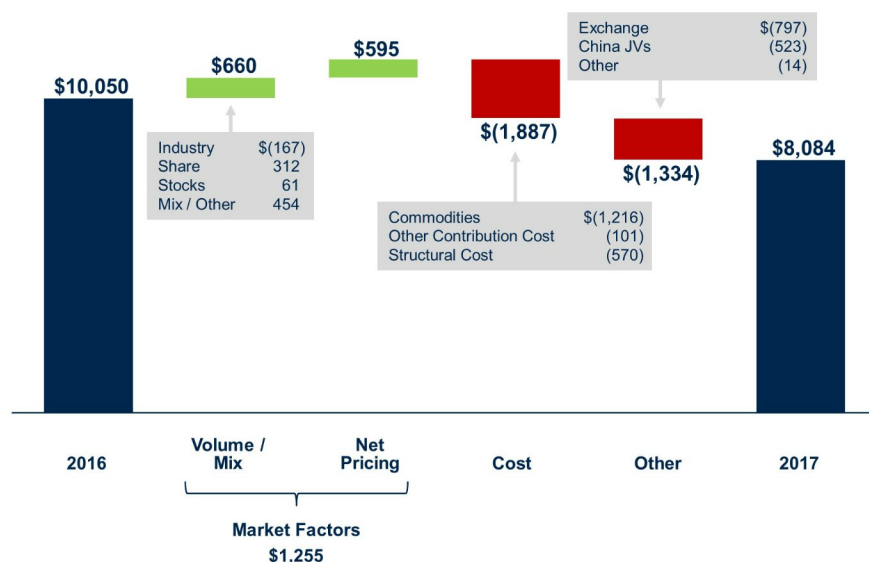 Exchange $(797)
China JVs (523)
Other (14)
$10,050
$660
$595
$(1,887)
$(1,334)
$8,084
Industry $(167)
Share 312
Stocks 61
Mix / Other 454
Commodities $(1,216)
Other Contribution Cost (101)
Structural Cost (570)
2016
Volume /
Mix
Net
Pricing
Cost
Other
2017
Market Factors
$1,255